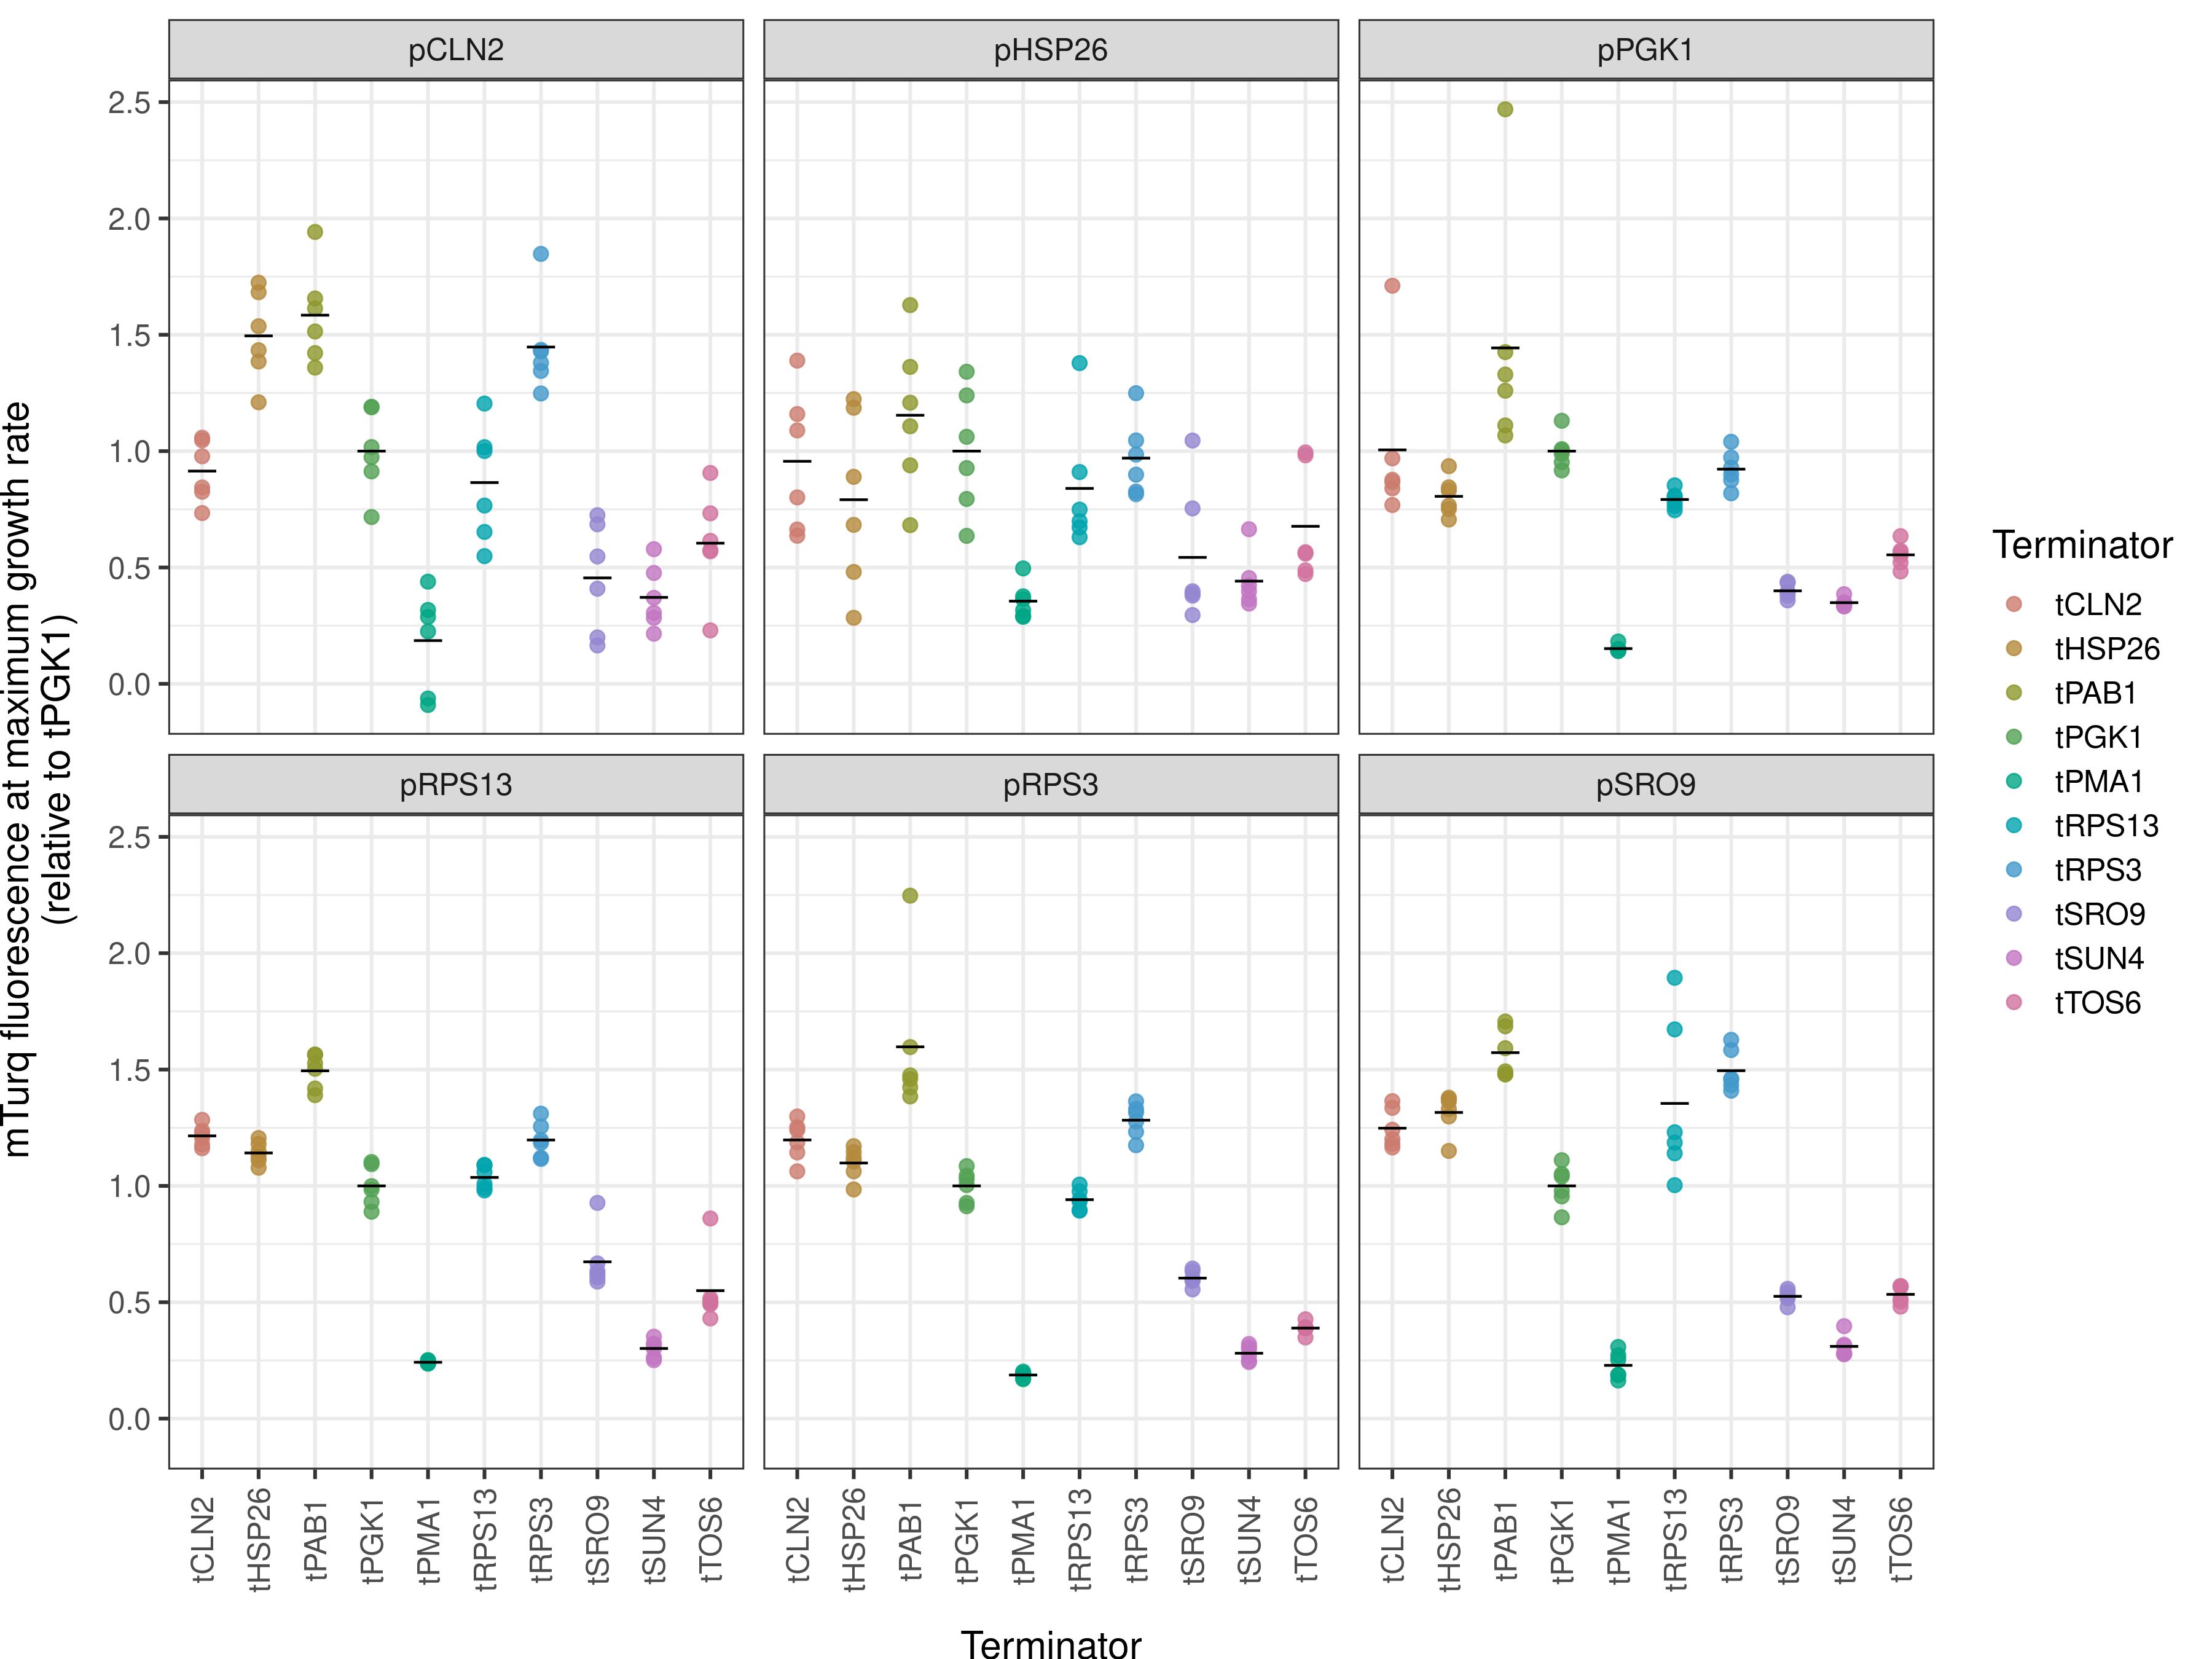 pCLN2 pHSP26 pPGK1
2.5
2.0
1.5
1.0
0.5
0.0
pRPS13 pRPS3 pSRO9
2.5
2.0
1.5
1.0
0.5
0.0
mTurq fluorescence at maximum growth rate
(relative to tPGK1)
tCLN2 tHSP26 tPAB1 tPGK1 tPMA1 tRPS13 tRPS3 tSRO9 tSUN4 tTOS6
tCLN2 tHSP26 tPAB1 tPGK1 tPMA1 tRPS13 tRPS3 tSRO9 tSUN4 tTOS6
tCLN2 tHSP26 tPAB1 tPGK1 tPMA1 tRPS13 tRPS3 tSRO9 tSUN4 tTOS6
Terminator
Terminator
tCLN2
tHSP26
tPAB1
tPGK1
tPMA1
tRPS13
tRPS3
tSRO9
tSUN4
tTOS6